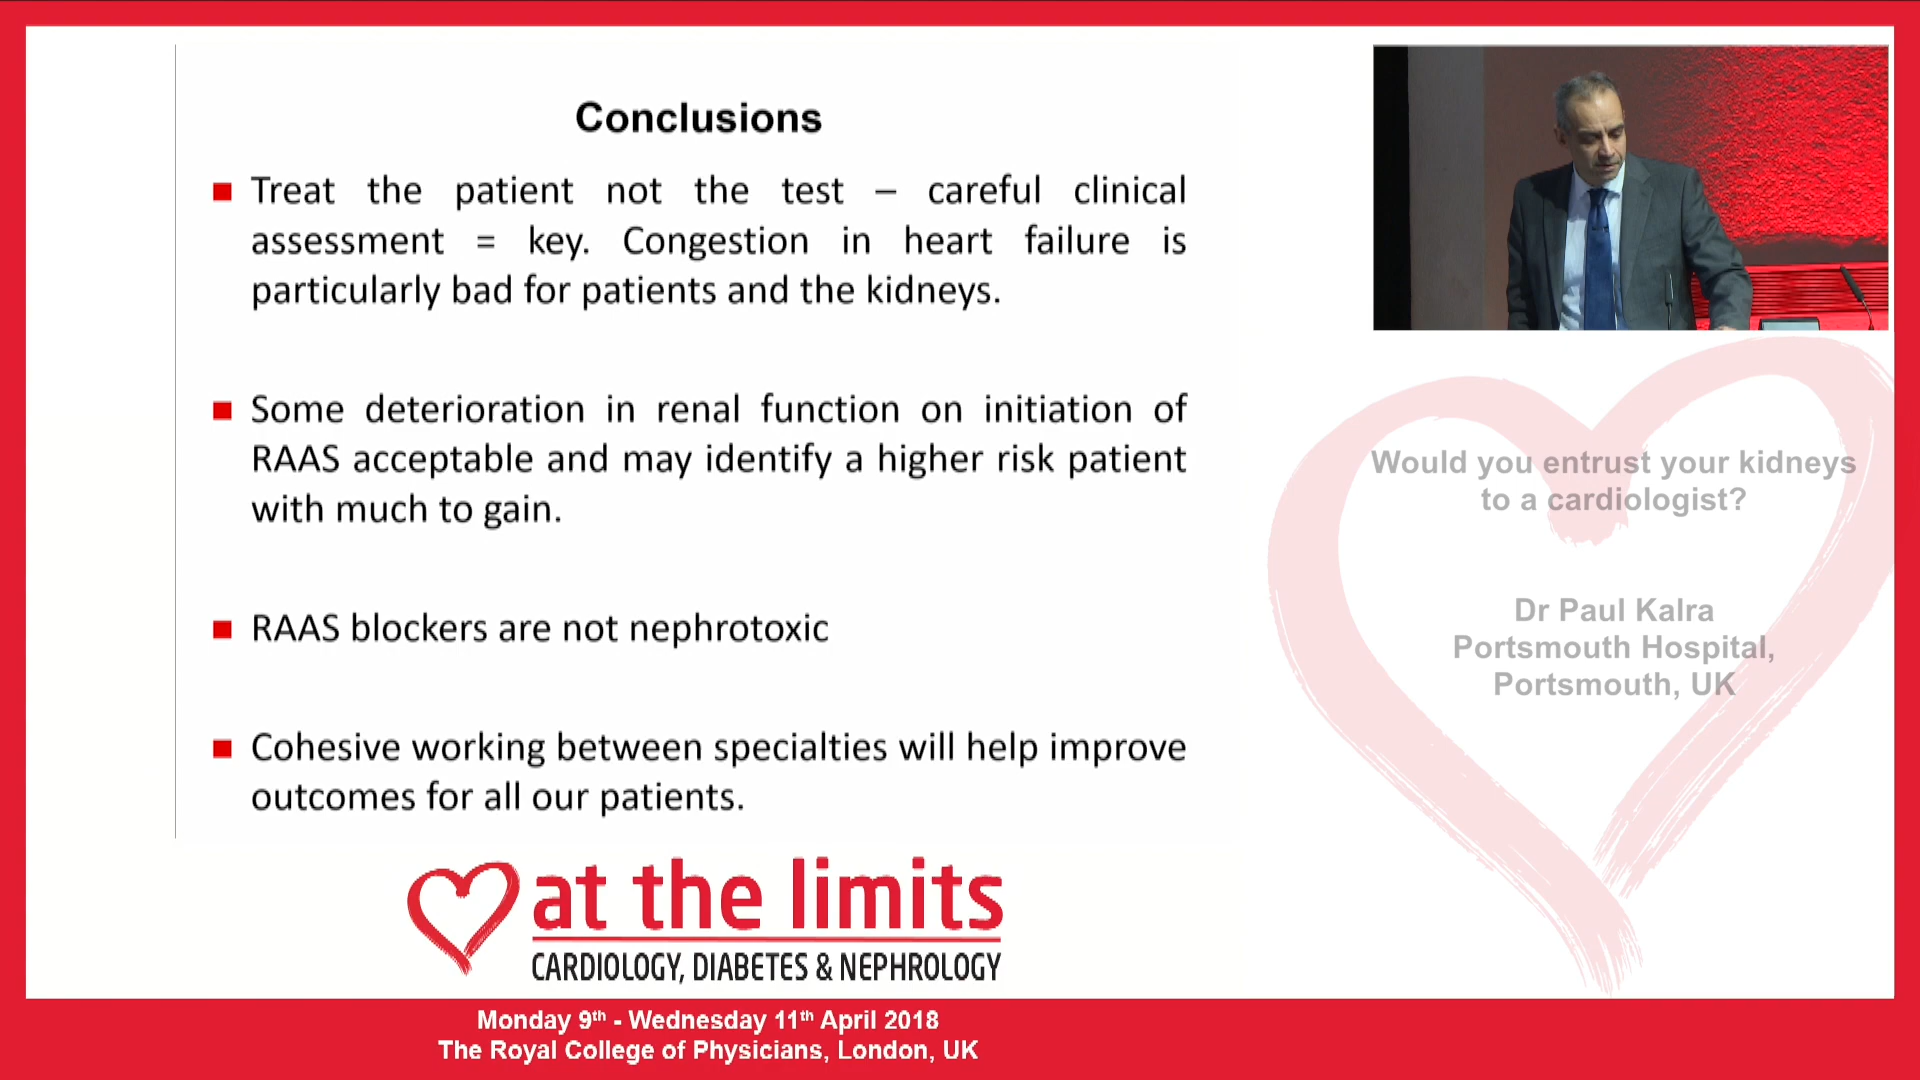 Conclusions
Treat the patient not the test – careful clinical
assessment = key. Congestion in heart failure is
particularly bad for patients and the kidneys.
Some deterioration in renal function on initiation of
RAAS acceptable and may identify a higher risk patient
with much to gain.
RAAS blockers are not nephrotoxic
Cohesive working between specialties will help improve
outcomes for all our patients.
Would you entrust your kidneys
to a cardiologist?
Dr Paul Kalra
Portsmouth Hospital,
Portsmouth, UK
at the limits
CARDIOLOGY, DIABETES & NEPHROLOGY
Monday 9th - Wednesday 11th April 2018
The Royal College of Physicians, London, UK